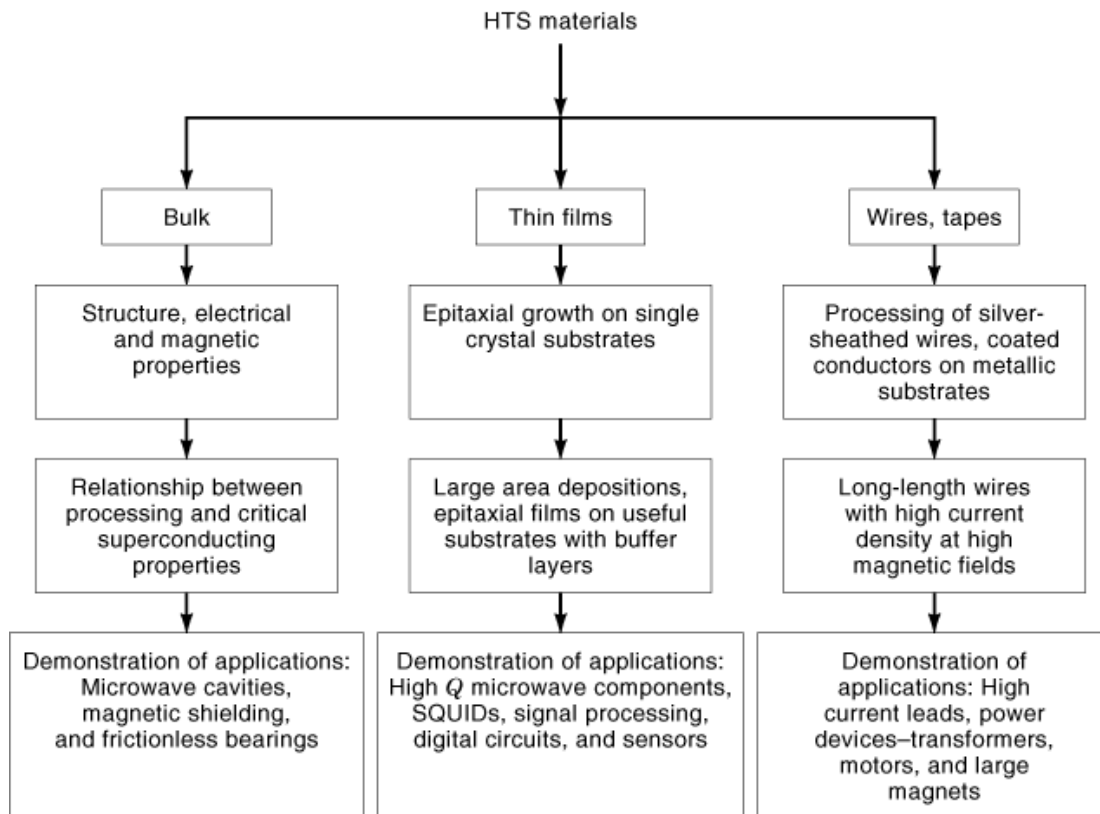 HTS materials
Bulk
Thin films
Wires, tapes
Structure, electrical
and magnetic
properties
Epitaxial growth on single
crystal substrates
Processing of silver-
sheathed wires, coated
conductors on metallic
substrates
Relationship between
processing and critical
superconducting
properties
Large area depositions,
epitaxial films on useful
substrates with buffer
layers
Long-length wires
with high current
density at high
magnetic fields
Demonstration of applications:
Microwave cavities,
magnetic shielding,
and frictionless bearings
Demonstration of applications:
High Q microwave components,
SQUIDs, signal processing,
digital circuits, and sensors
Demonstration of
applications: High
current leads, power
devices–transformers,
motors, and large
magnets